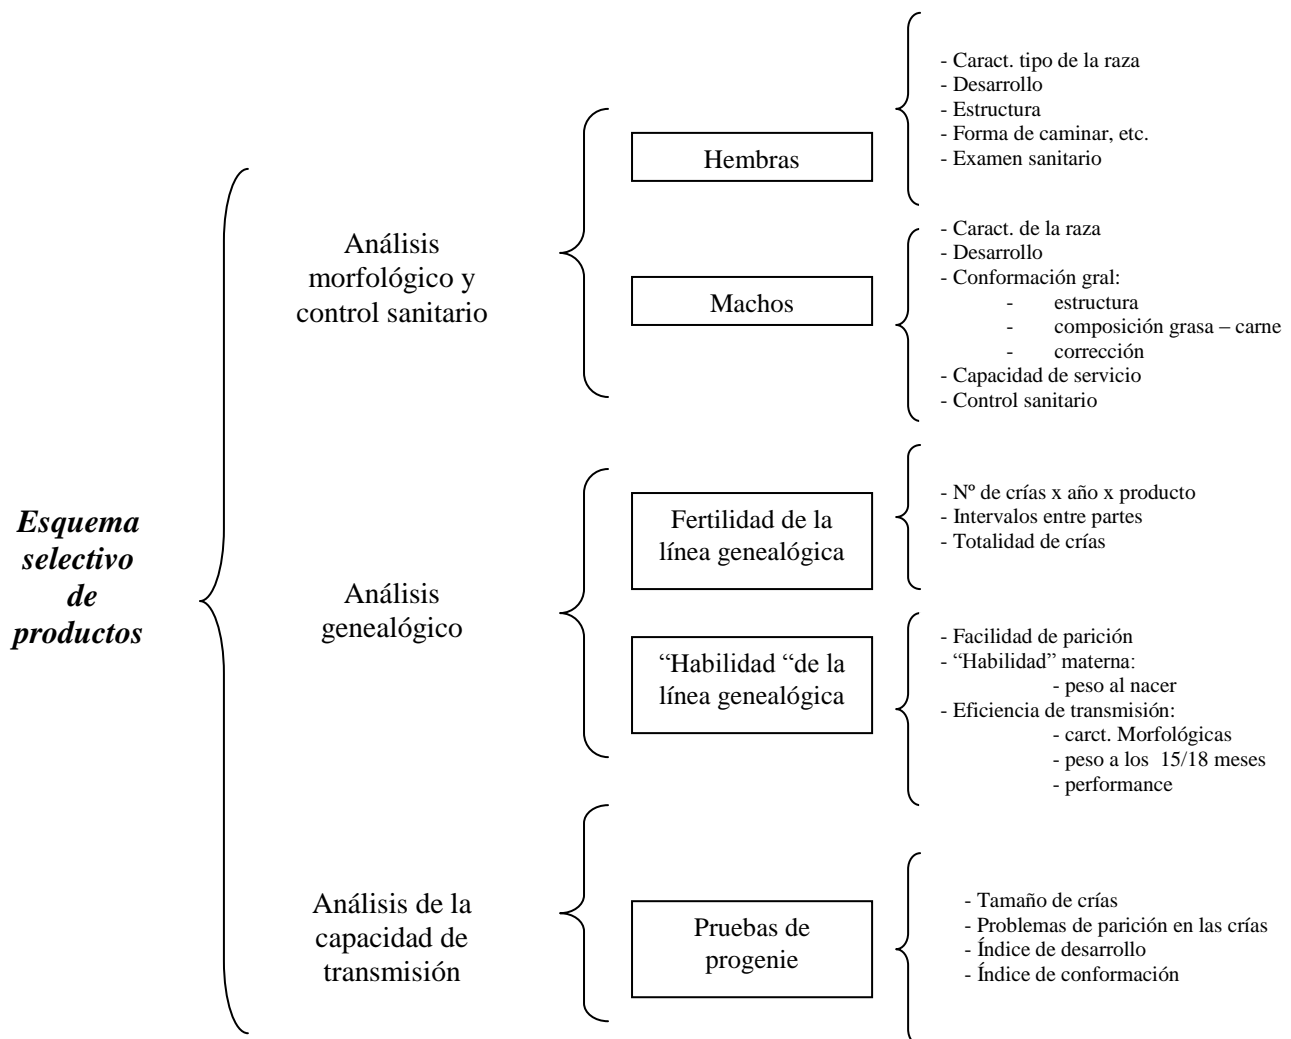 Esquema
selectivo
de
productos
Análisis
morfológico y
control sanitario
Hembras
- Caract. tipo de la raza
- Desarrollo
- Estructura
- Forma de caminar, etc.
- Examen sanitario
Machos
- Caract. de la raza
- Desarrollo
- Conformación gral:
- estructura
- composición grasa – carne
- corrección
- Capacidad de servicio
- Control sanitario
Análisis
genealógico
Fertilidad de la
línea genealógica
- Nº de crías x año x producto
- Intervalos entre partes
- Totalidad de crías
“Habilidad “de la
línea genealógica
- Facilidad de parición
- “Habilidad” materna:
- peso al nacer
- Eficiencia de transmisión:
- carct. Morfológicas
- peso a los 15/18 meses
- performance
Análisis de la
capacidad de
transmisión
Pruebas de
progenie
- Tamaño de crías
- Problemas de parición en las crías
- Índice de desarrollo
- Índice de conformación